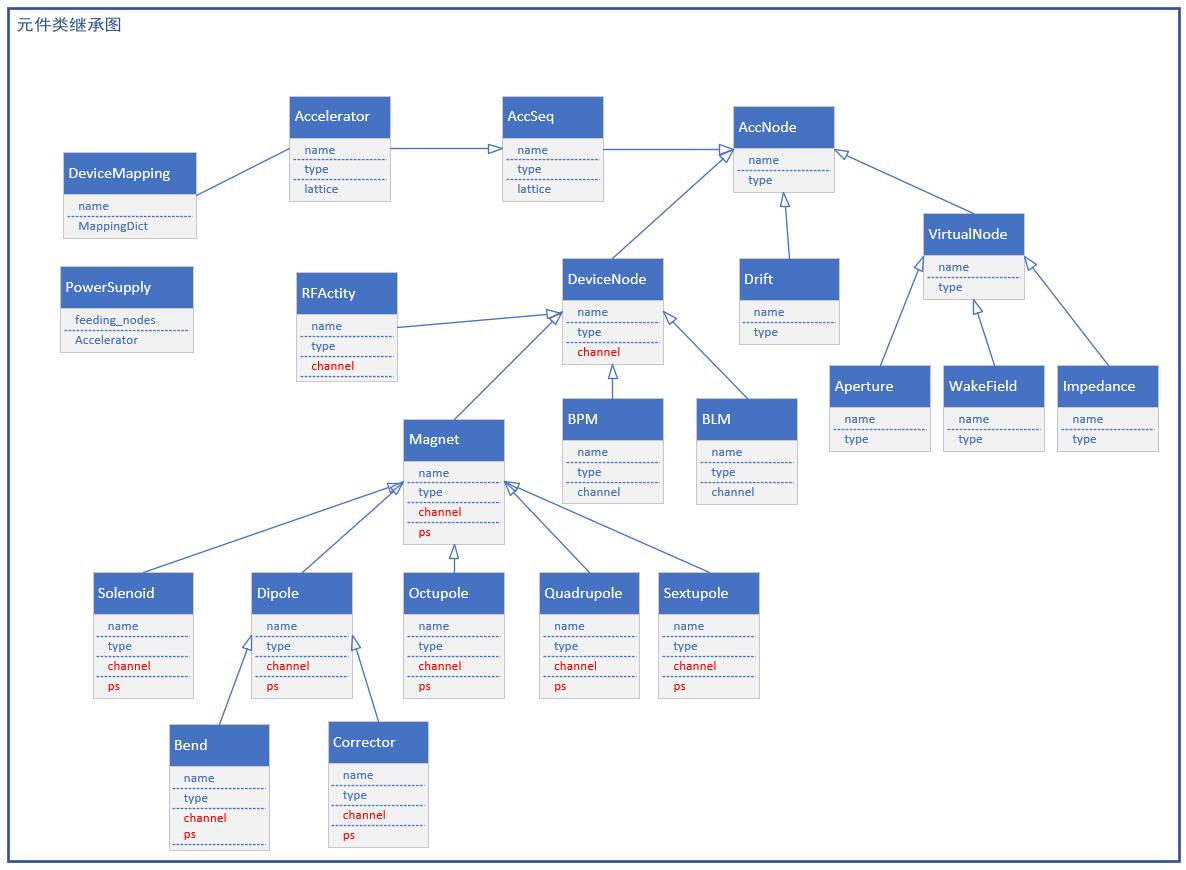 元件类继承图
Accelerator
name
type
lattice
AccSeq
name
type
lattice
AccNode
name
type
DeviceMapping
name
MappingDict
VirtualNode
name
type
PowerSupply
feeding_nodes
Accelerator
RFActity
name
type
channel
DeviceNode
name
type
channel
Drift
name
type
Aperture
name
type
WakeField
name
type
Impedance
name
type
Magnet
name
type
channel
ps
BPM
name
type
channel
BLM
name
type
channel
Solenoid
name
type
channel
ps
Dipole
name
type
channel
ps
Octupole
name
type
channel
ps
Quadrupole
name
type
channel
ps
Sextupole
name
type
channel
ps
Bend
name
type
channel
ps
Corrector
name
type
channel
ps